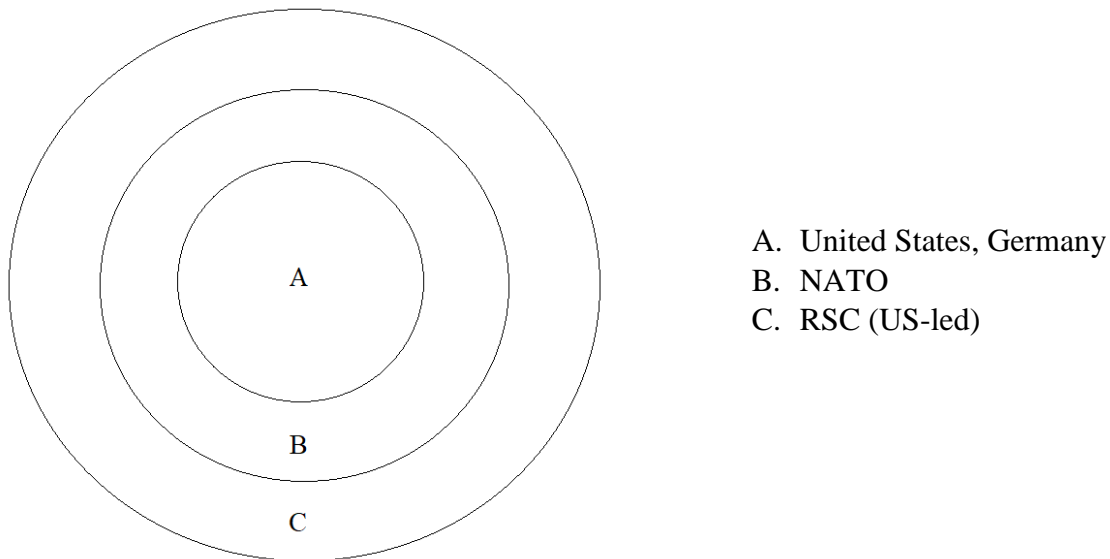 A
B
C
A. United States, Germany
B. NATO
C. RSC (US-led)